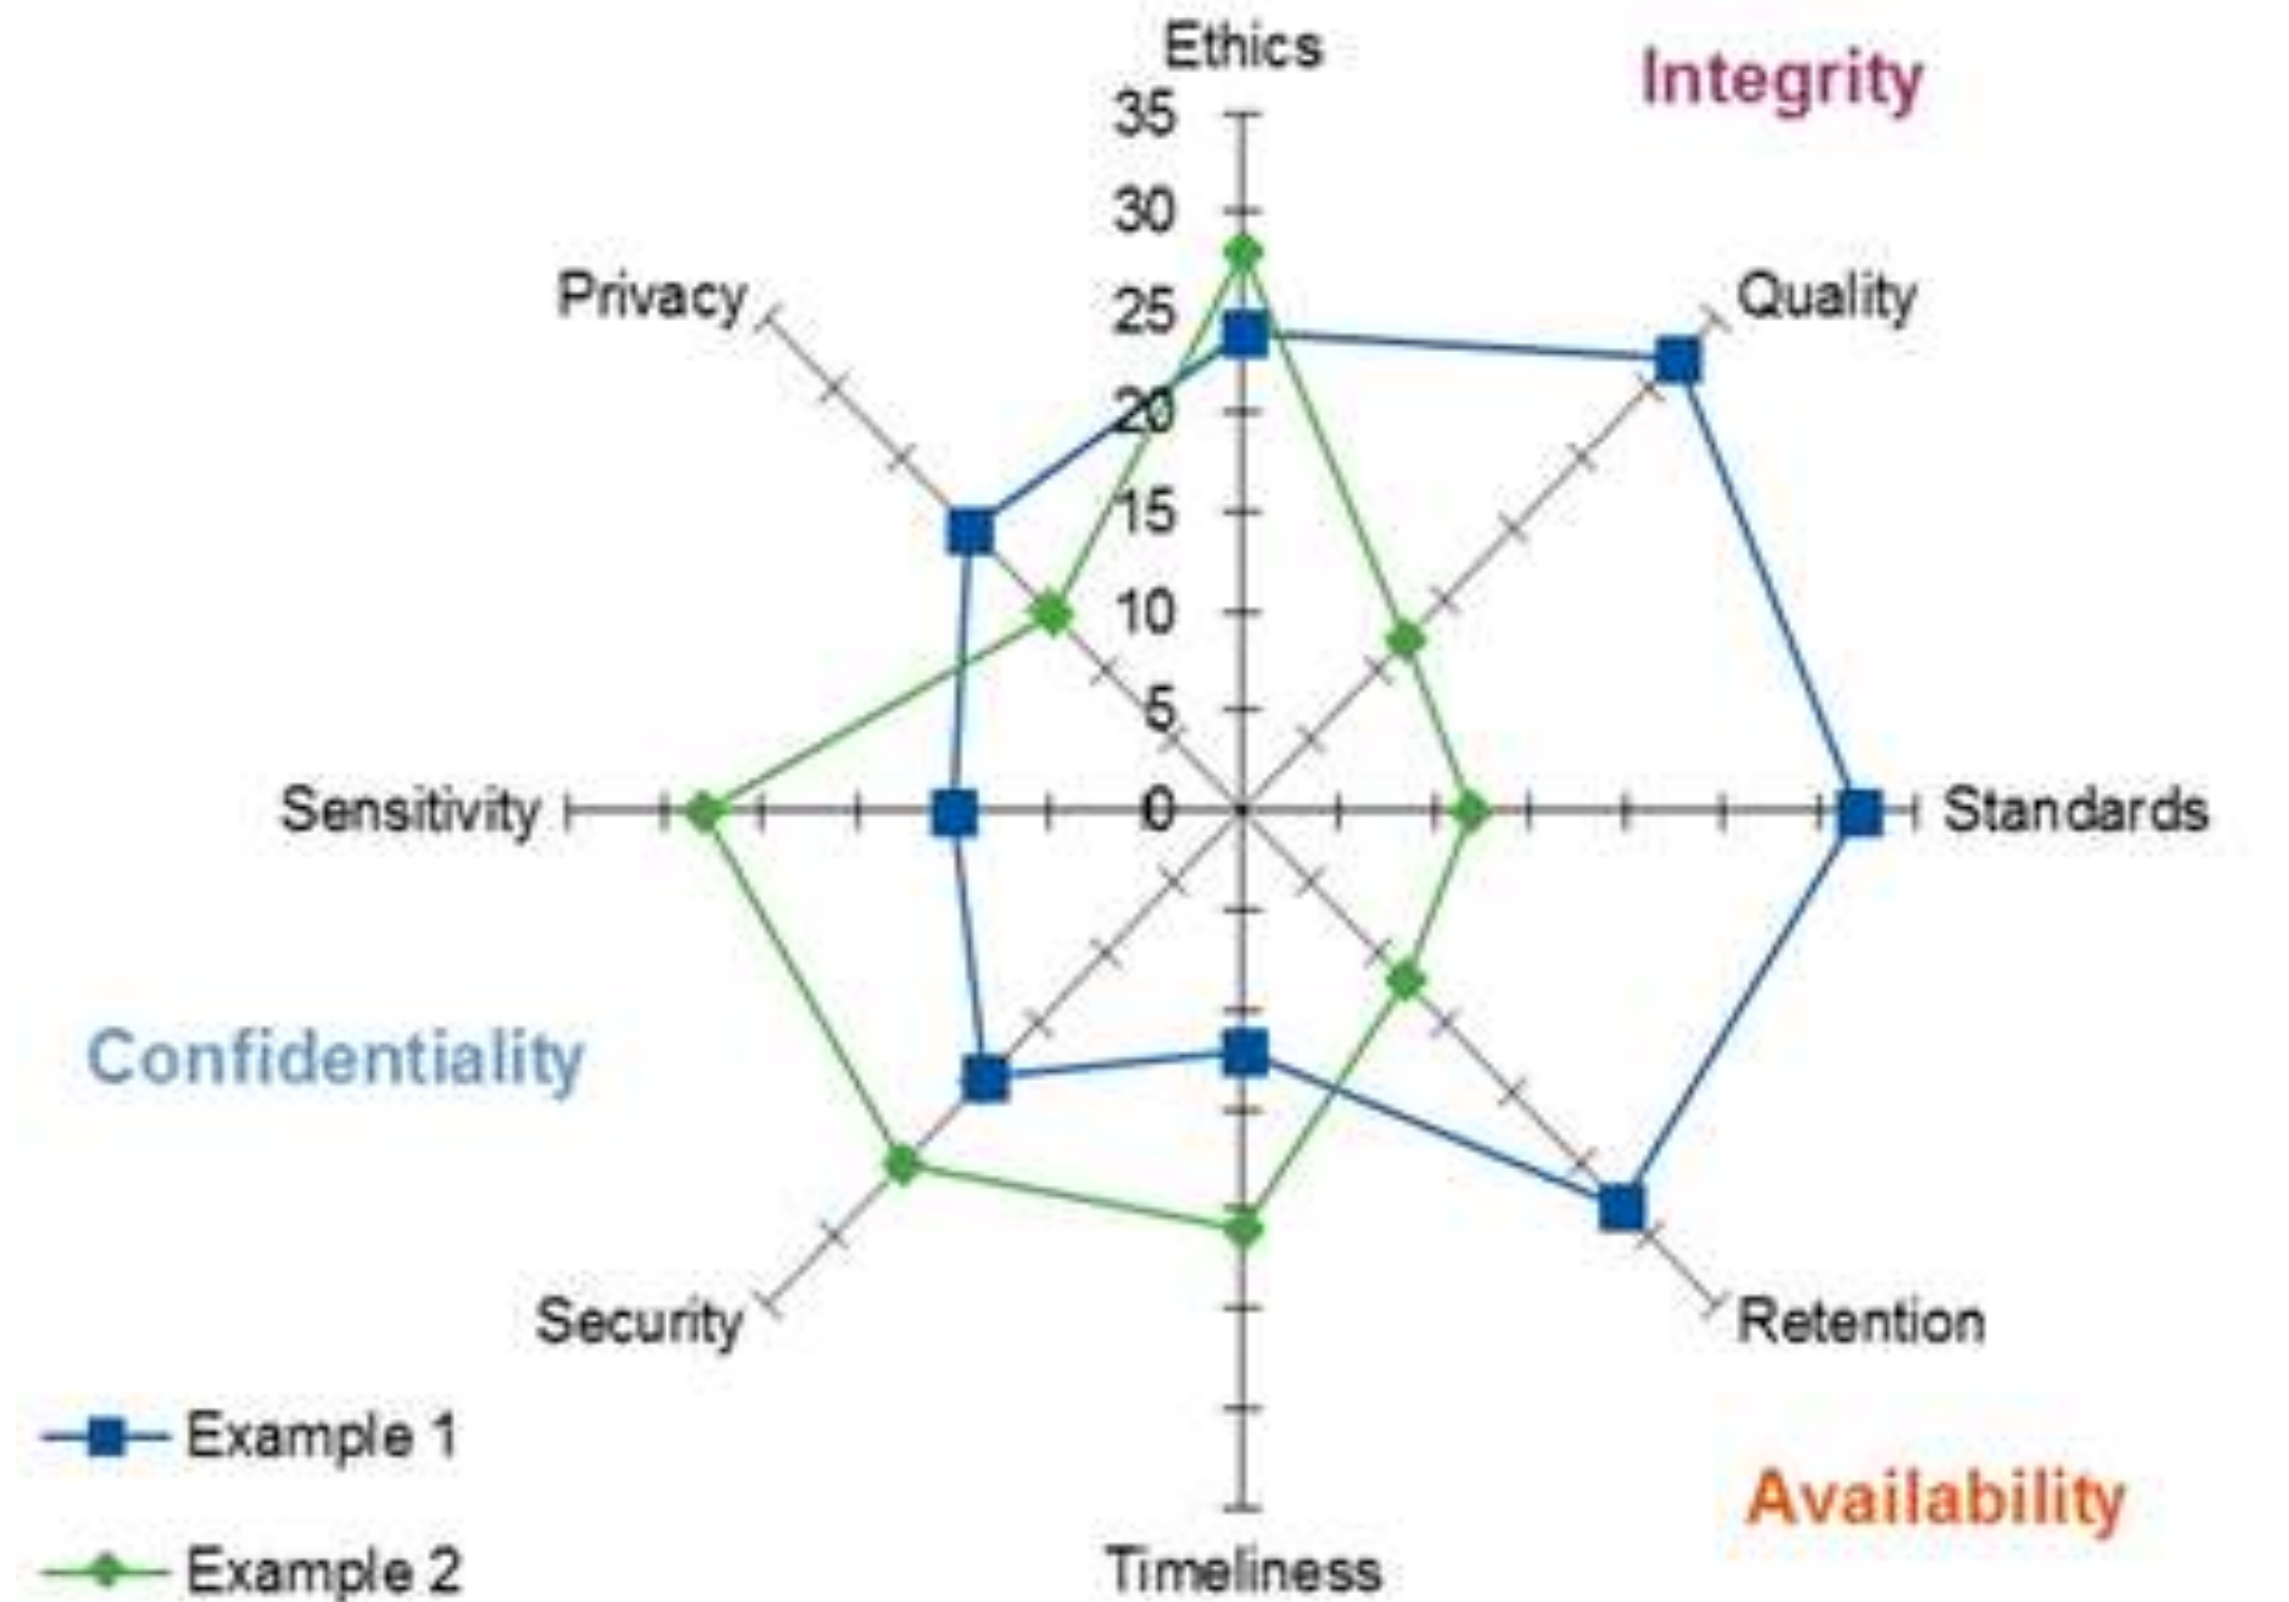 Ethics
Integrity
35
30
25
20
15
10
5
0
Privacy
Quality
Sensitivity
Standards
Confidentiality
Security
Retention
Example 1
Availability
Example 2
Timeliness